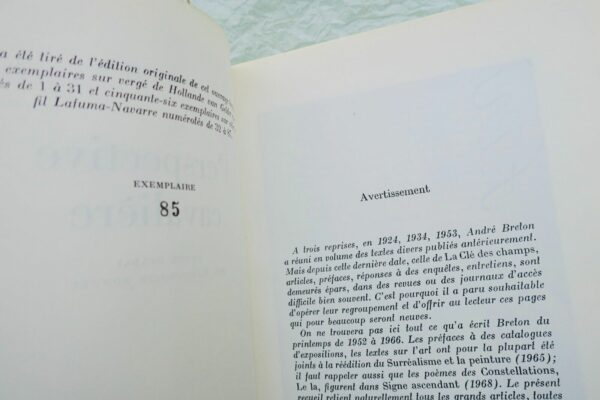 a été tiré de l'édition originale de cet ouvrage
exemplaires sur vergé de Hollande van Gelder
de 1 à 31 et cinquante-six exemplaires sur
fil Lafuma-Navarre numérotés de 32 à 87
EXEMPLAIRE
85
Perspective
cavalière
Avertissement
A trois reprises, en 1924, 1934, 1953, André Breton
a réuni en volume des textes divers publiés antérieurement.
Mais depuis cette dernière date, celle de La Clé des champs,
articles, préfaces, réponses à des enquêtes, entretiens, sont
demeurés épars, dans des revues ou des journaux d'accès
difficile bien souvent. C'est pourquoi il a paru souhaitable
d'opérer leur regroupement et d'offrir au lecteur ces pages
qui pour beaucoup seront neuves.
On ne trouvera pas ici tout ce qu'a écrit Breton du
printemps de 1952 à 1966. Les préfaces à des catalogues
d'expositions, les textes sur l'art ont pour la plupart été
joints à la réédition du Surréalisme et la peinture (1965) ;
il faut rappeler aussi que les poèmes des Constellations,
Le la, figurent dans Signe ascendant (1968). Le présent
recueil retient naturellement tous les grands articles, toutes